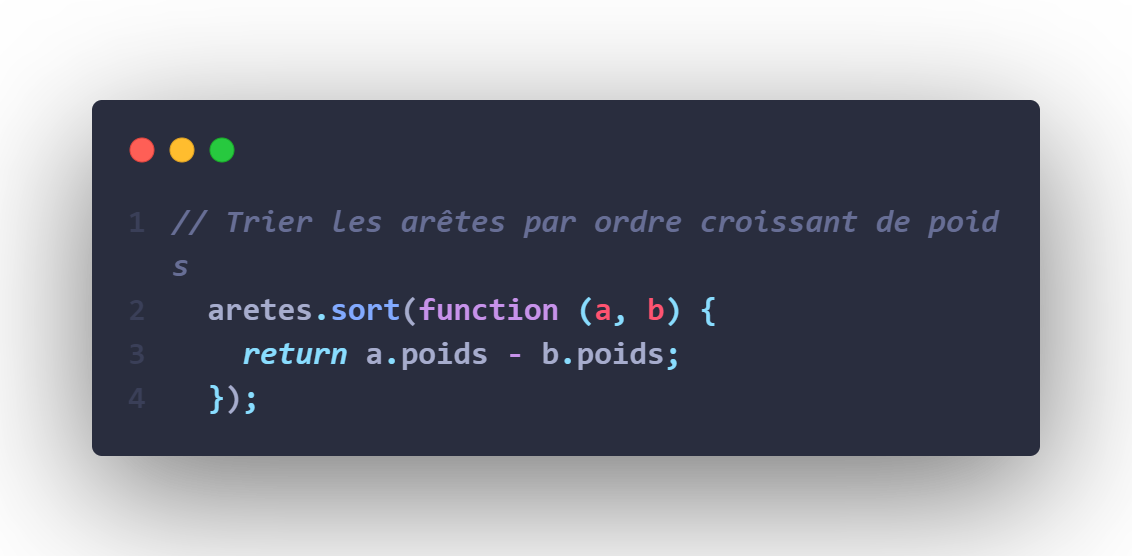 1 // Trier les arêtes par ordre croissant de poid
s
2 aretes.sort(function (a, b) {
3 return a.poids - b.poids;
4 });